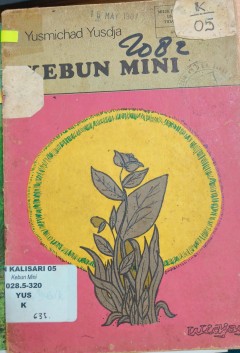 K
05
Yusmichad Yusdja
2082
KEBUN MINI
N KALISARI 05
Kebun Mini
028.5-320
YUS
K